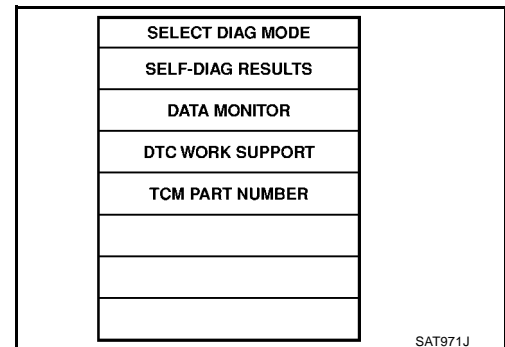 SELECT DIAG MODE
SELF-DIAG RESULTS
DATA MONITOR
DTC WORK SUPPORT
TCM PART NUMBER
SAT971J